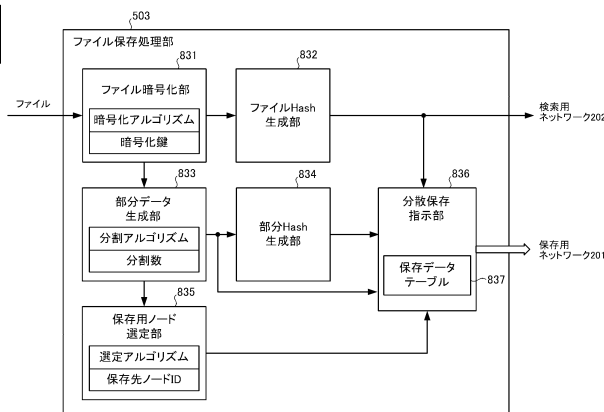 503
ファイル保存処理部
831
832
ファイル
ファイル暗号化部
暗号化アルゴリズム
暗号化鍵
ファイルHash
生成部
検索用
ネットワーク202
833
834
836
部分データ
生成部
分割アルゴリズム
分割数
部分Hash
生成部
分散保存
指示部
保存データ
テーブル
837
保存用
ネットワーク201
835
保存用ノード
選定部
選定アルゴリズム
保存先ノードID